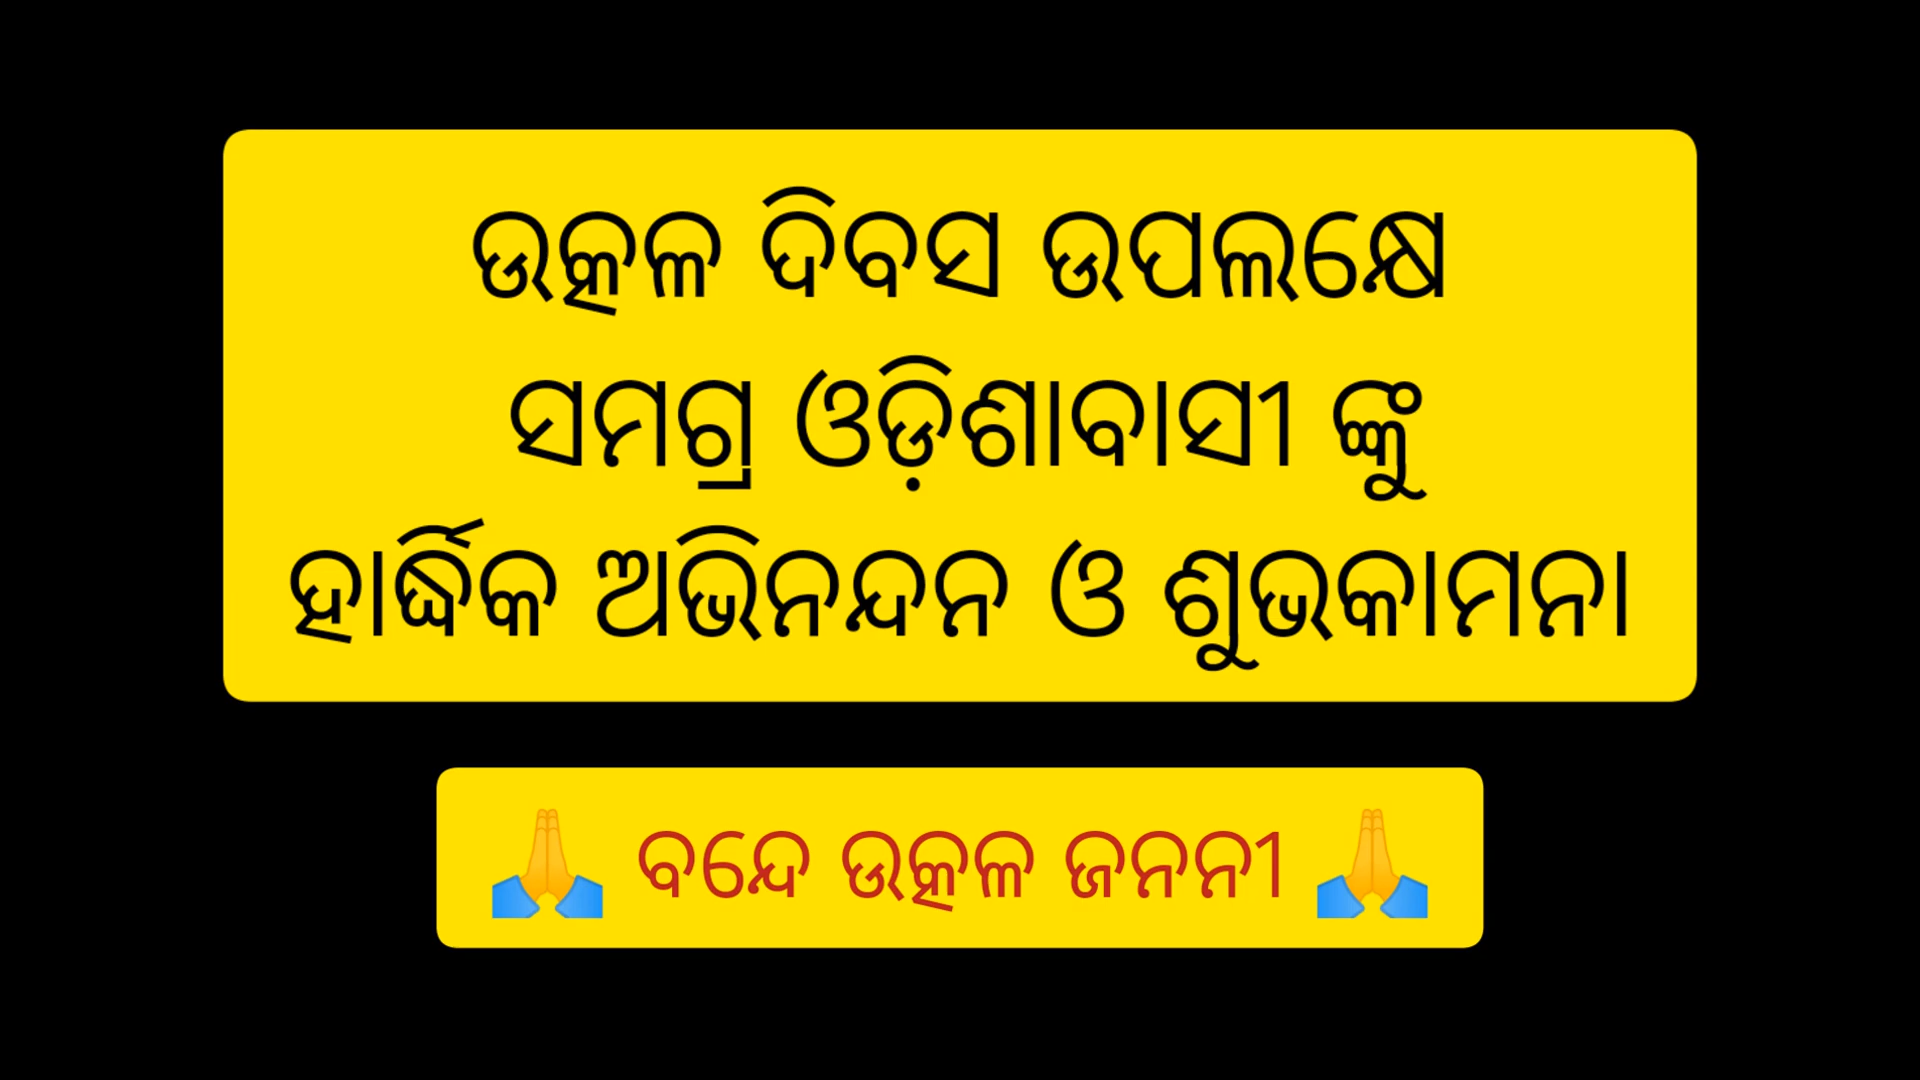 ଉତ୍କଳ ଦିବସ ଉପଲକ୍ଷେ
ସମଗ୍ର ଓଡ଼ିଶାବାସୀ ଙ୍କୁ
ହାର୍ଦ୍ଧିକ ଅଭିନନ୍ଦନ ଓ ଶୁଭକାମନା
🙏 ବନ୍ଦେ ଉତ୍କଳ ଜନନୀ 🙏